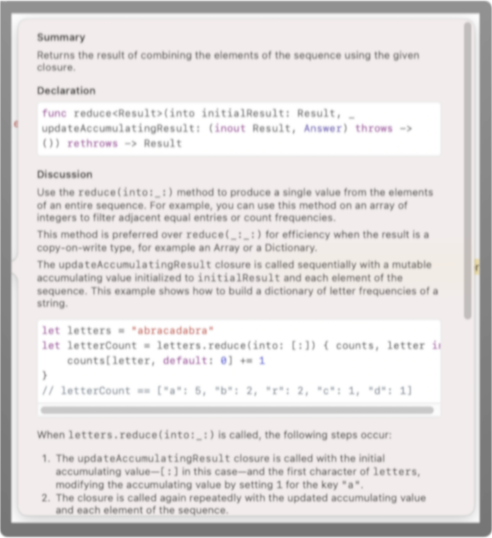 Summary
Returns the result of combining the elements of the sequence using the given
closure.
Declaration
func reduce<Result>(into initialResult: Result, _
updateAccumulatingResult: (inout Result, Answer) throws ->
()) rethrows -> Result
Discussion
Use the reduce(into:_:) method to produce a single value from the elements
of an entire sequence. For example, you can use this method on an array of
integers to filter adjacent equal entries or count frequencies.
This method is preferred over reduce(_:_:) for efficiency when the result is a
copy-on-write type, for example an Array or a Dictionary.
The updateAccumulatingResult closure is called sequentially with a mutable
accumulating value initialized to initialResult and each element of the
sequence. This example shows how to build a dictionary of letter frequencies of a
string.
let letters = "abracadabra"
let letterCount = letters.reduce(into: [:]) { counts, letter in
counts[letter, default: 0] += 1
}
// letterCount == ["a": 5, "b": 2, "r": 2, "c": 1, "d": 1]
When letters.reduce(into:_:) is called, the following steps occur:
1. The updateAccumulatingResult closure is called with the initial
accumulating value—[:] in this case—and the first character of letters,
modifying the accumulating value by setting 1 for the key "a".
2. The closure is called again repeatedly with the updated accumulating value
and each element of the sequence.